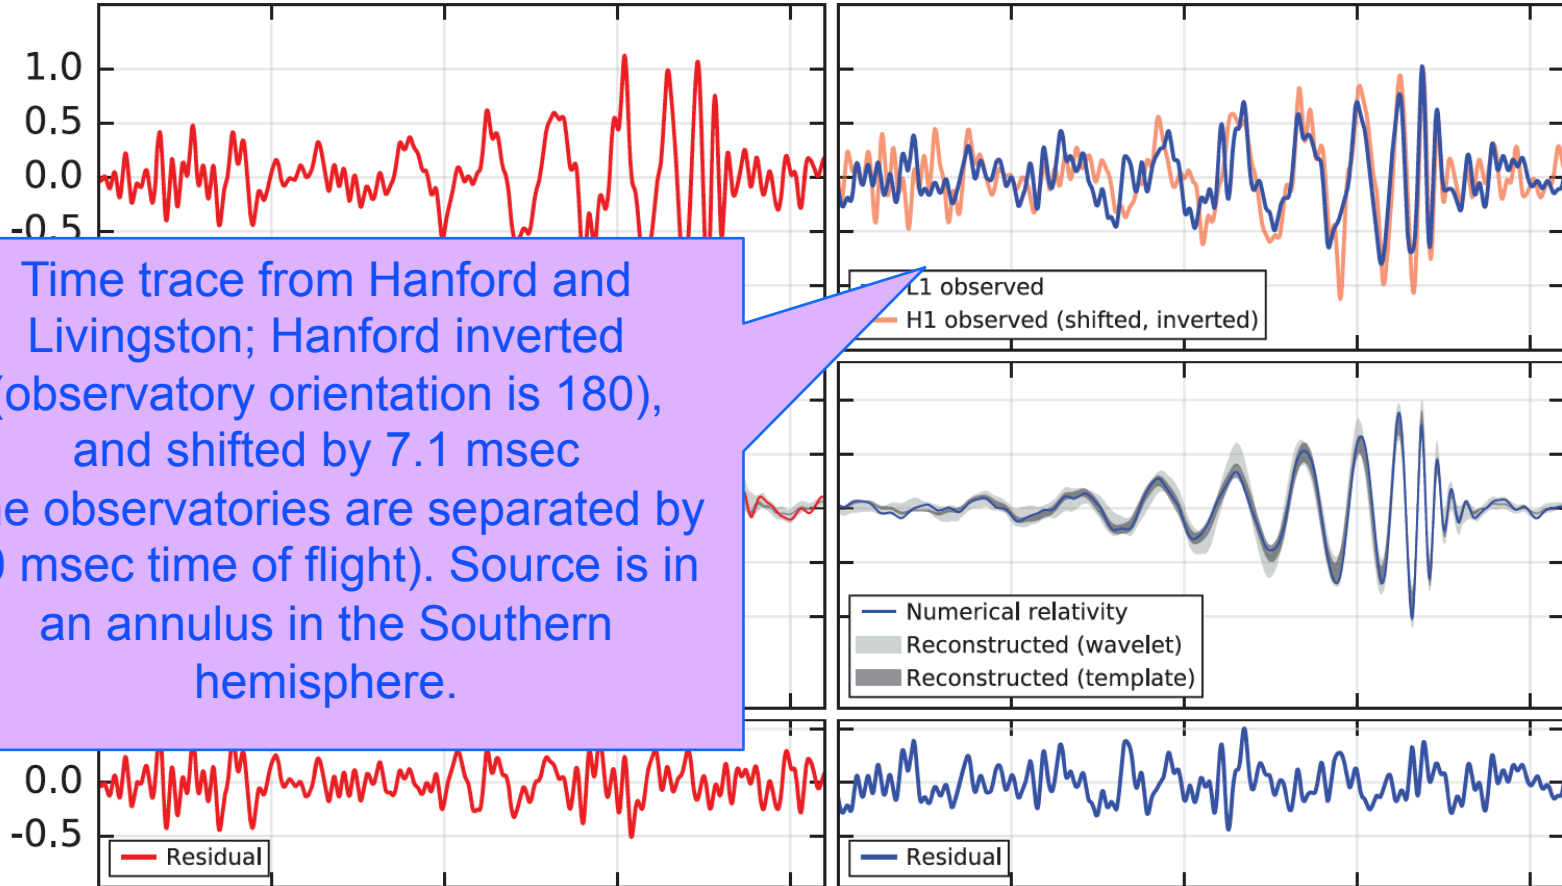 1.0
0.5
0.0
-0.5
Time trace from Hanford and
Livingston; Hanford inverted
(observatory orientation is 180),
and shifted by 7.1 msec
observatories are separated by
msec time of flight). Source is in
an annulus in the Southern
hemisphere.
L1 observed
H1 observed (shifted, inverted)
Numerical relativity
Reconstructed (wavelet)
Reconstructed (template)
0.0
-0.5
Residual
Residual